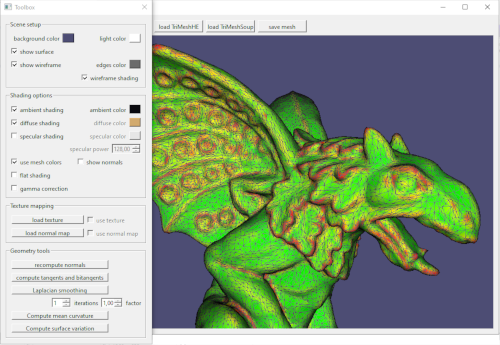 Toolbox
Scene setup
background color light color
show surface
show wireframe edges color
wireframe shading
Shading options
ambient shading ambient color
diffuse shading diffuse color
specular shading specular color
specular power 128,00
use mesh colors show normals
flat shading
gamma correction
Texture mapping
load texture use texture
load normal map use normal map
Geometry tools
recompute normals
compute tangents and bitangents
Laplacian smoothing
1 iterations 1,00 factor
Compute mean curvature
Compute surface variation
load TriMeshHE load TriMeshSoup save mesh